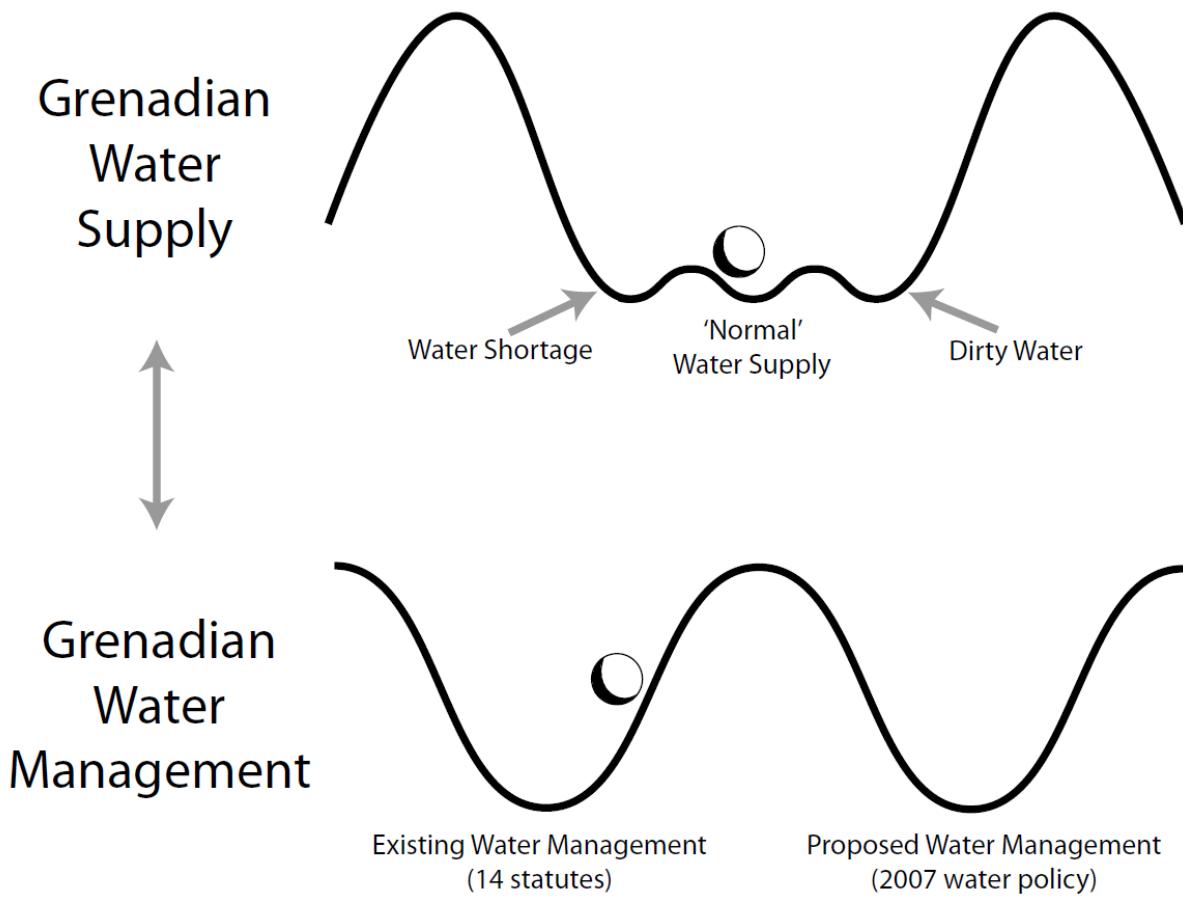 Grenadian
Water
Supply
Water Shortage
‘Normal’
Water Supply
Dirty Water
Grenadian
Water
Management
Existing Water Management
(14 statutes)
Proposed Water Management
(2007 water policy)